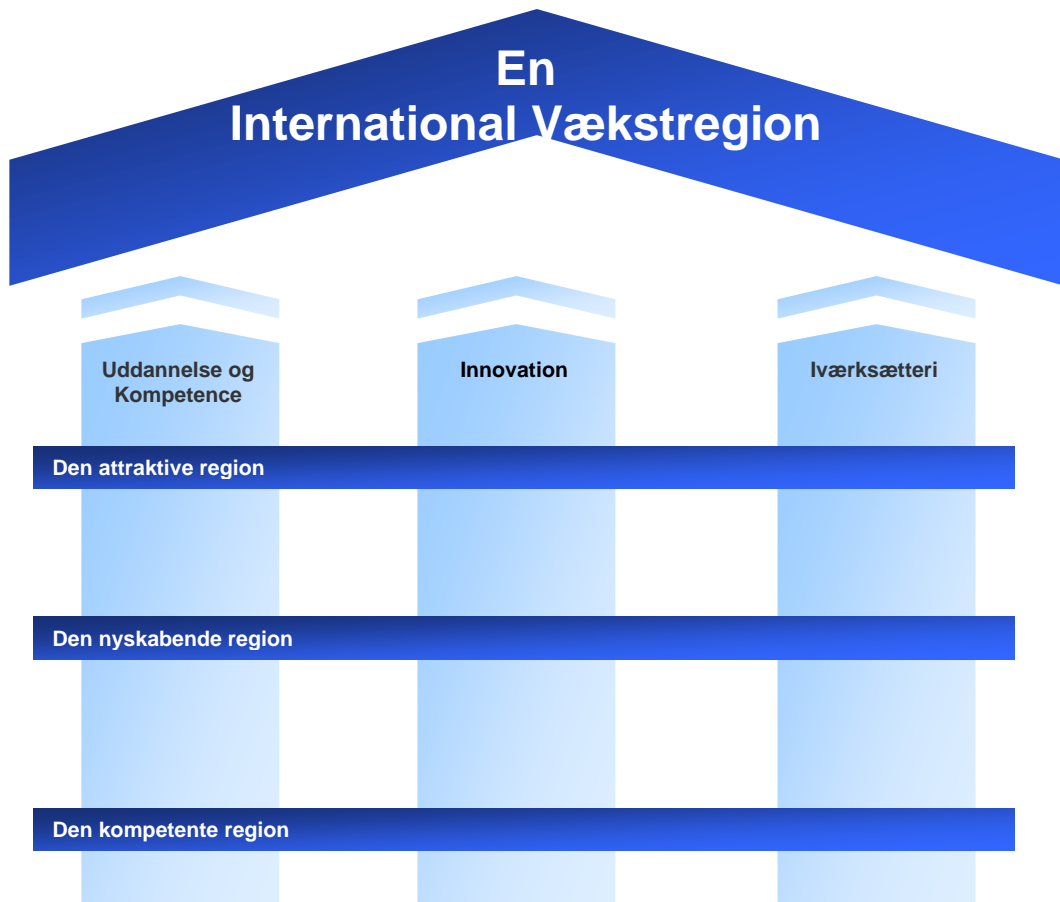 En
International Vækstregion
Uddannelse og
Kompetence
Innovation
Iværksætteri
Den attraktive region
Den nyskabende region
Den kompetente region